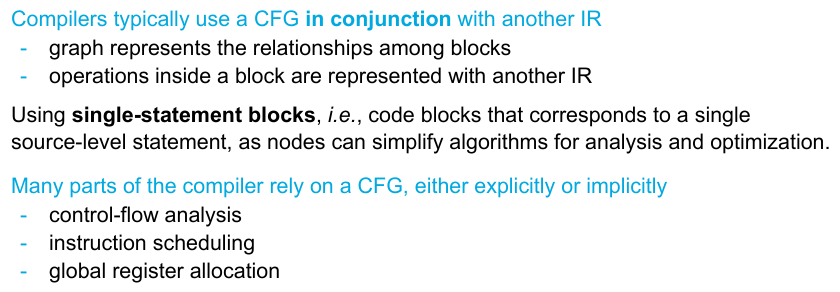 Compilers typically use a CFG in conjunction with another IR
- graph represents the relationships among blocks
- operations inside a block are represented with another IR
Using single-statement blocks, i.e., code blocks that corresponds to a single
source-level statement, as nodes can simplify algorithms for analysis and optimization.
Many parts of the compiler rely on a CFG, either explicitly or implicitly
- control-flow analysis
- instruction scheduling
- global register allocation